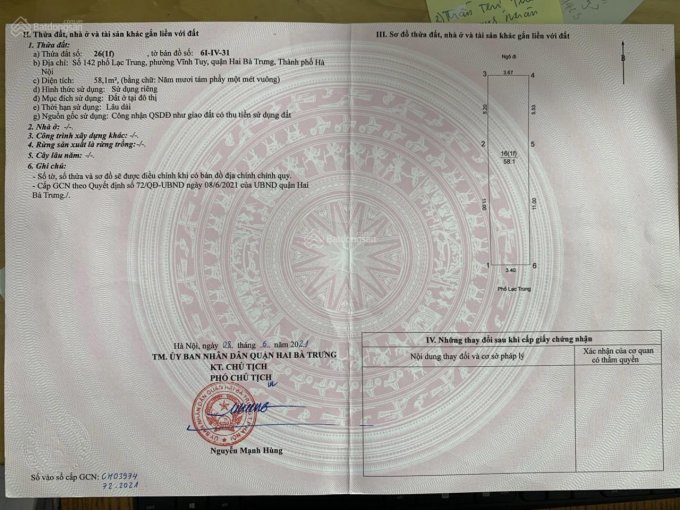 II. Thửa đất, nhà ở và tài sản khác gắn liền với đất
1. Thửa đất:
a) Thửa đất số: 26(1f) , tờ bản đồ số: 6I-IV-31
b) Địa chỉ: Số 142 phố Lạc Trung, phường Vĩnh Tuy, quận Hai Bà Trưng, Thành phố Hà
Nội
c) Diện tích: 58,1m², (bằng chữ: Năm mươi tám phẩy một mét vuông)
d) Hình thức sử dụng: Sử dụng riêng
đ) Mục đích sử dụng: Đất ở tại đô thị
e) Thời hạn sử dụng: Lâu dài
g) Nguồn gốc sử dụng: Công nhận QSDĐ như giao đất có thu tiền sử dụng đất
2. Nhà ở: -/-.
3. Công trình xây dựng khác: -/-.
4. Rừng sản xuất là rừng trồng: -/-.
5. Cây lâu năm: -/-.
6. Ghi chú:
- Số tờ, số thửa và sơ đồ sẽ được điều chỉnh khi có bản đồ địa chính chính quy.
- Cấp GCN theo Quyết định số 72/QĐ-UBND ngày 08/6/2021 của UBND quận Hai
Bà Trưng./.
Hà Nội, ngày 08 tháng 6 năm 2021
TM. ỦY BAN NHÂN DÂN QUẬN HAI BÀ TRƯNG
KT. CHỦ TỊCH
PHÓ CHỦ TỊCH
Nguyễn Mạnh Hùng
Số vào sổ cấp GCN: CH03974
72.2021
III. Sơ đồ thửa đất, nhà ở và tài sản khác gắn liền với đất
Ngõ đi
B
3 3.67 4
5.20 5.53
2 5
16(1f)
58.1
11.00 11.00
1 3.40 6
Phố Lạc Trung
IV. Những thay đổi sau khi cấp giấy chứng nhận
Nội dung thay đổi và cơ sở pháp lý
Xác nhận của cơ quan
có thẩm quyền
Batdongsan